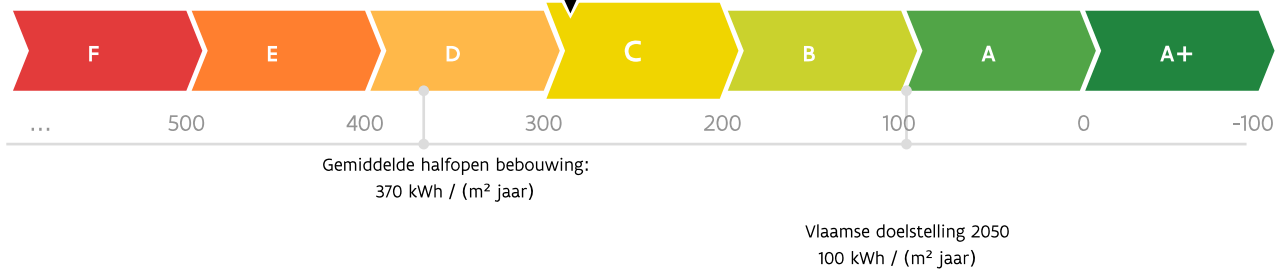 F E D C B A A+
... 500 400 300 200 100 0 -100
Gemiddelde halfopen bebouwing:
370 kWh / (m² jaar)
Vlaamse doelstelling 2050
100 kWh / (m² jaar)